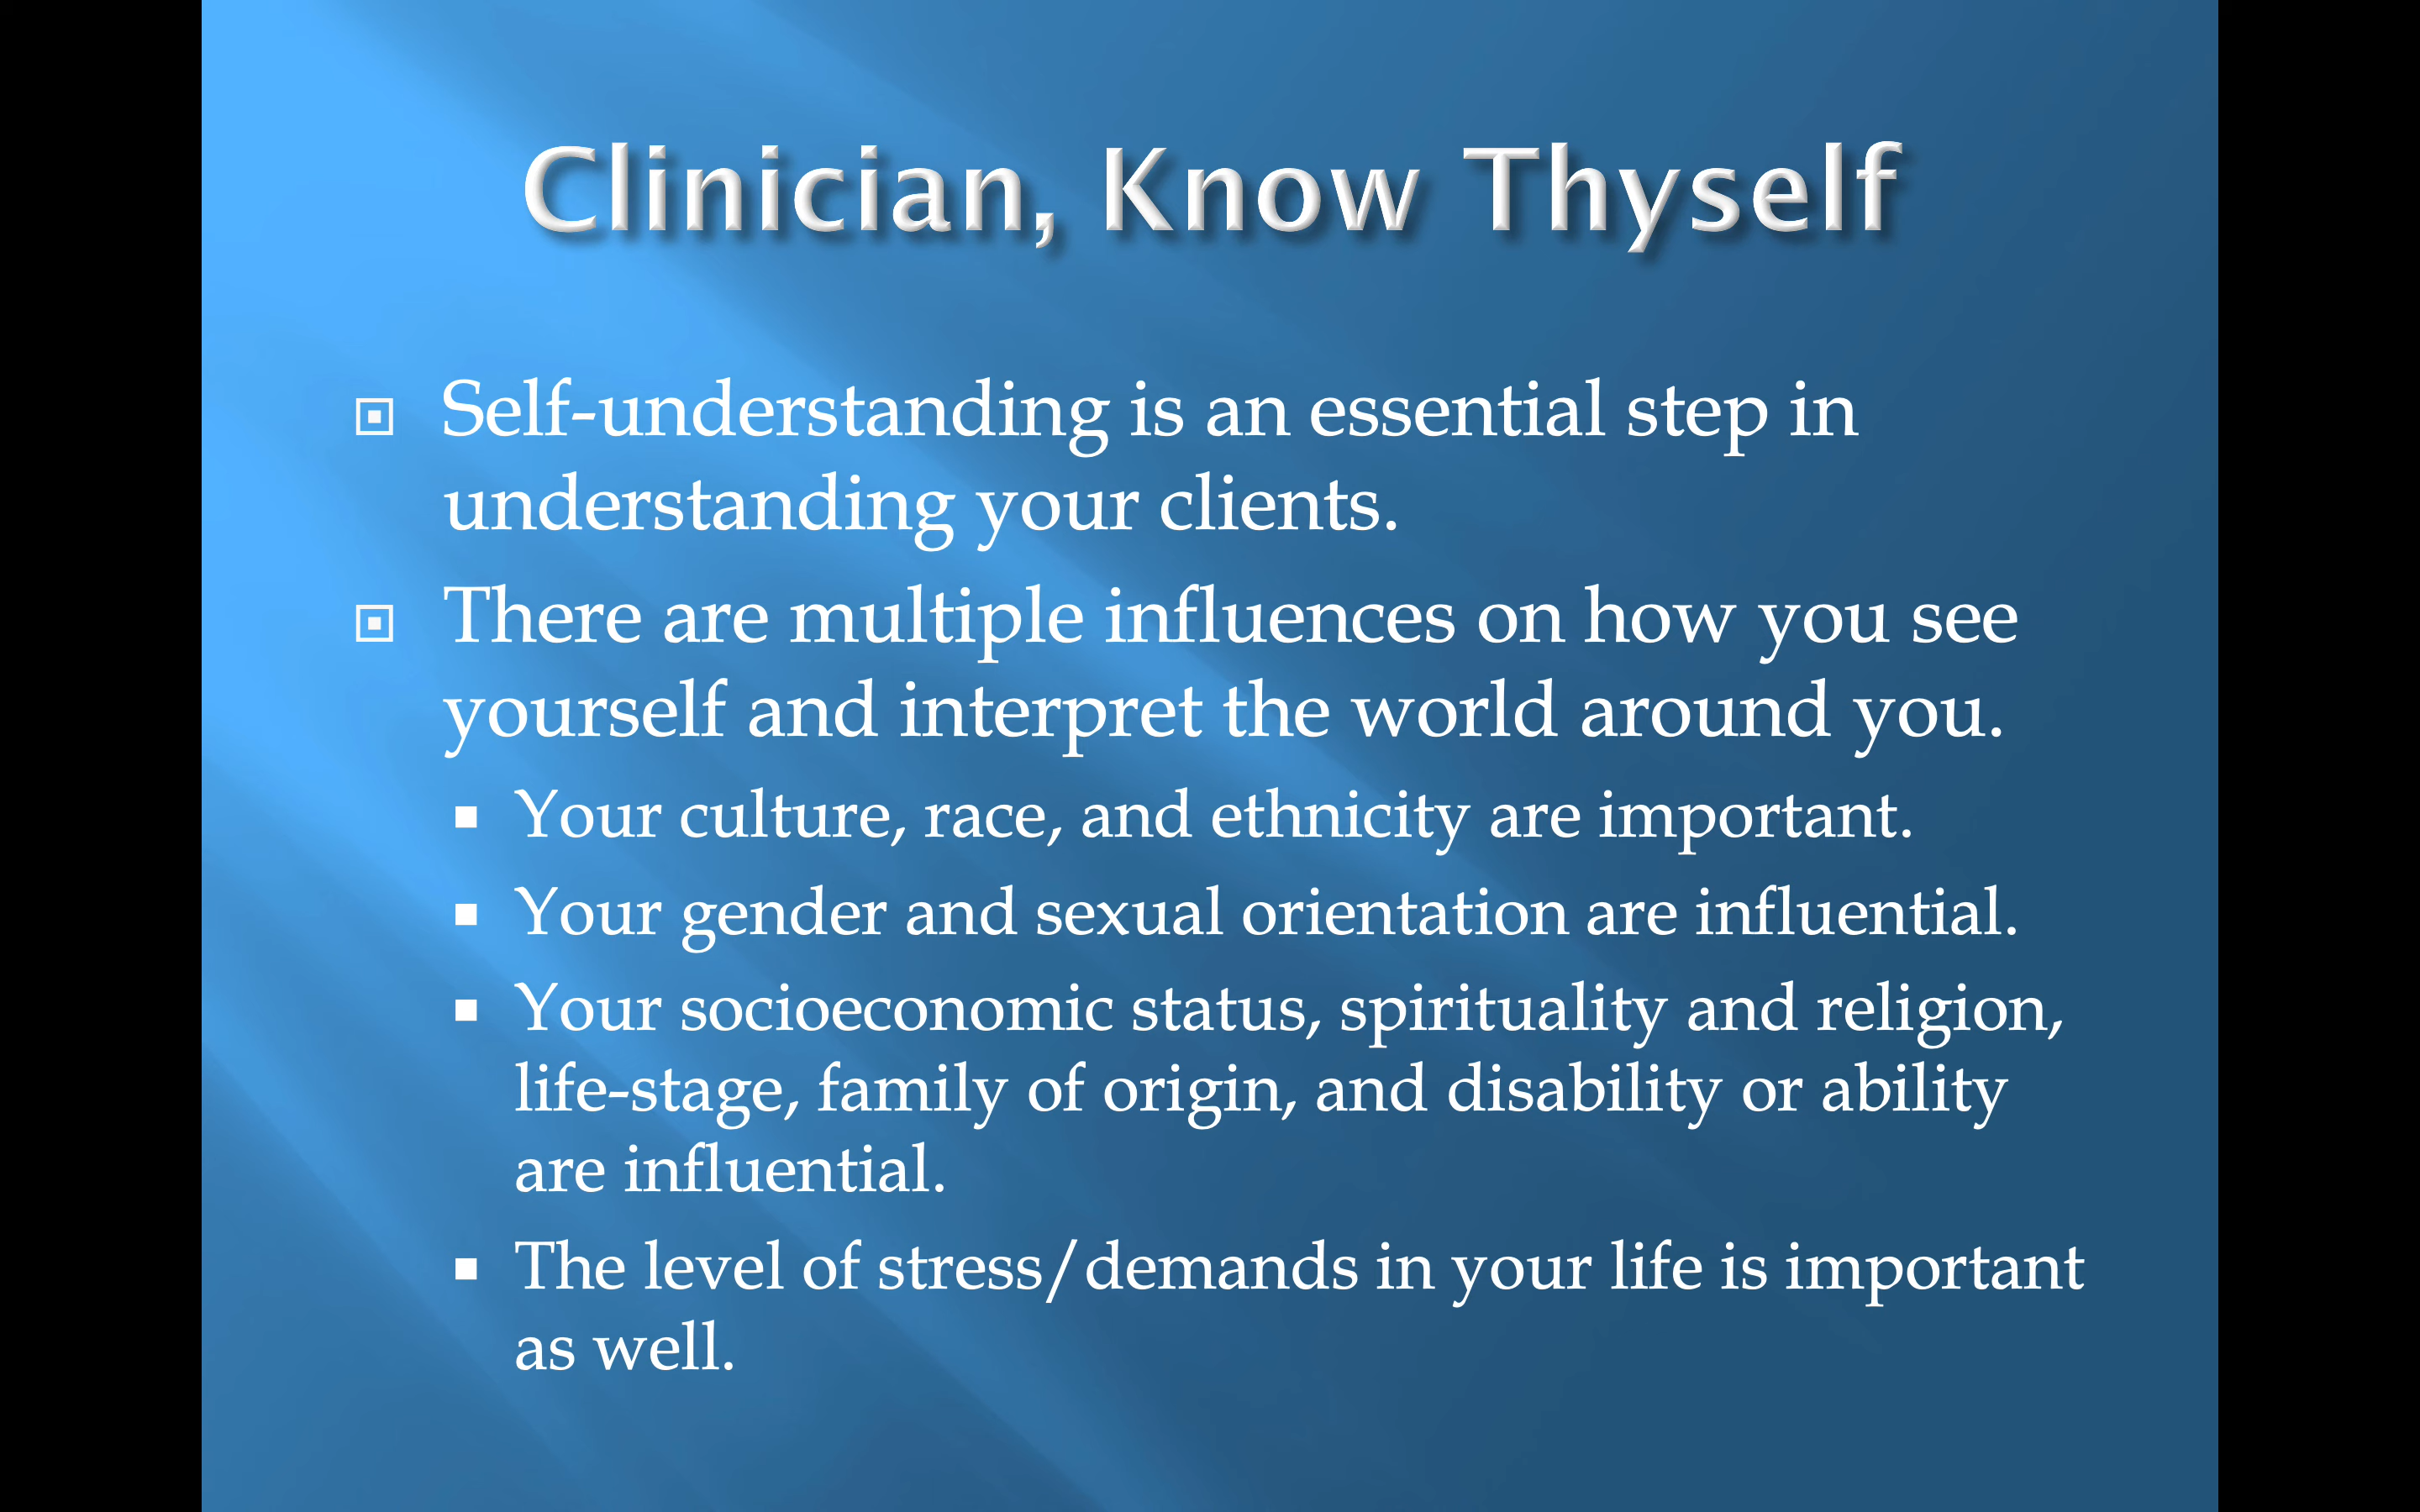 Clinician, Know Thyself
Self-understanding is an essential step in
understanding your clients.
There are multiple influences on how you see
yourself and interpret the world around you.
Your culture, race, and ethnicity are important.
Your gender and sexual orientation are influential.
Your socioeconomic status, spirituality and religion,
life-stage, family of origin, and disability or ability
are influential.
The level of stress/demands in your life is important
as well.